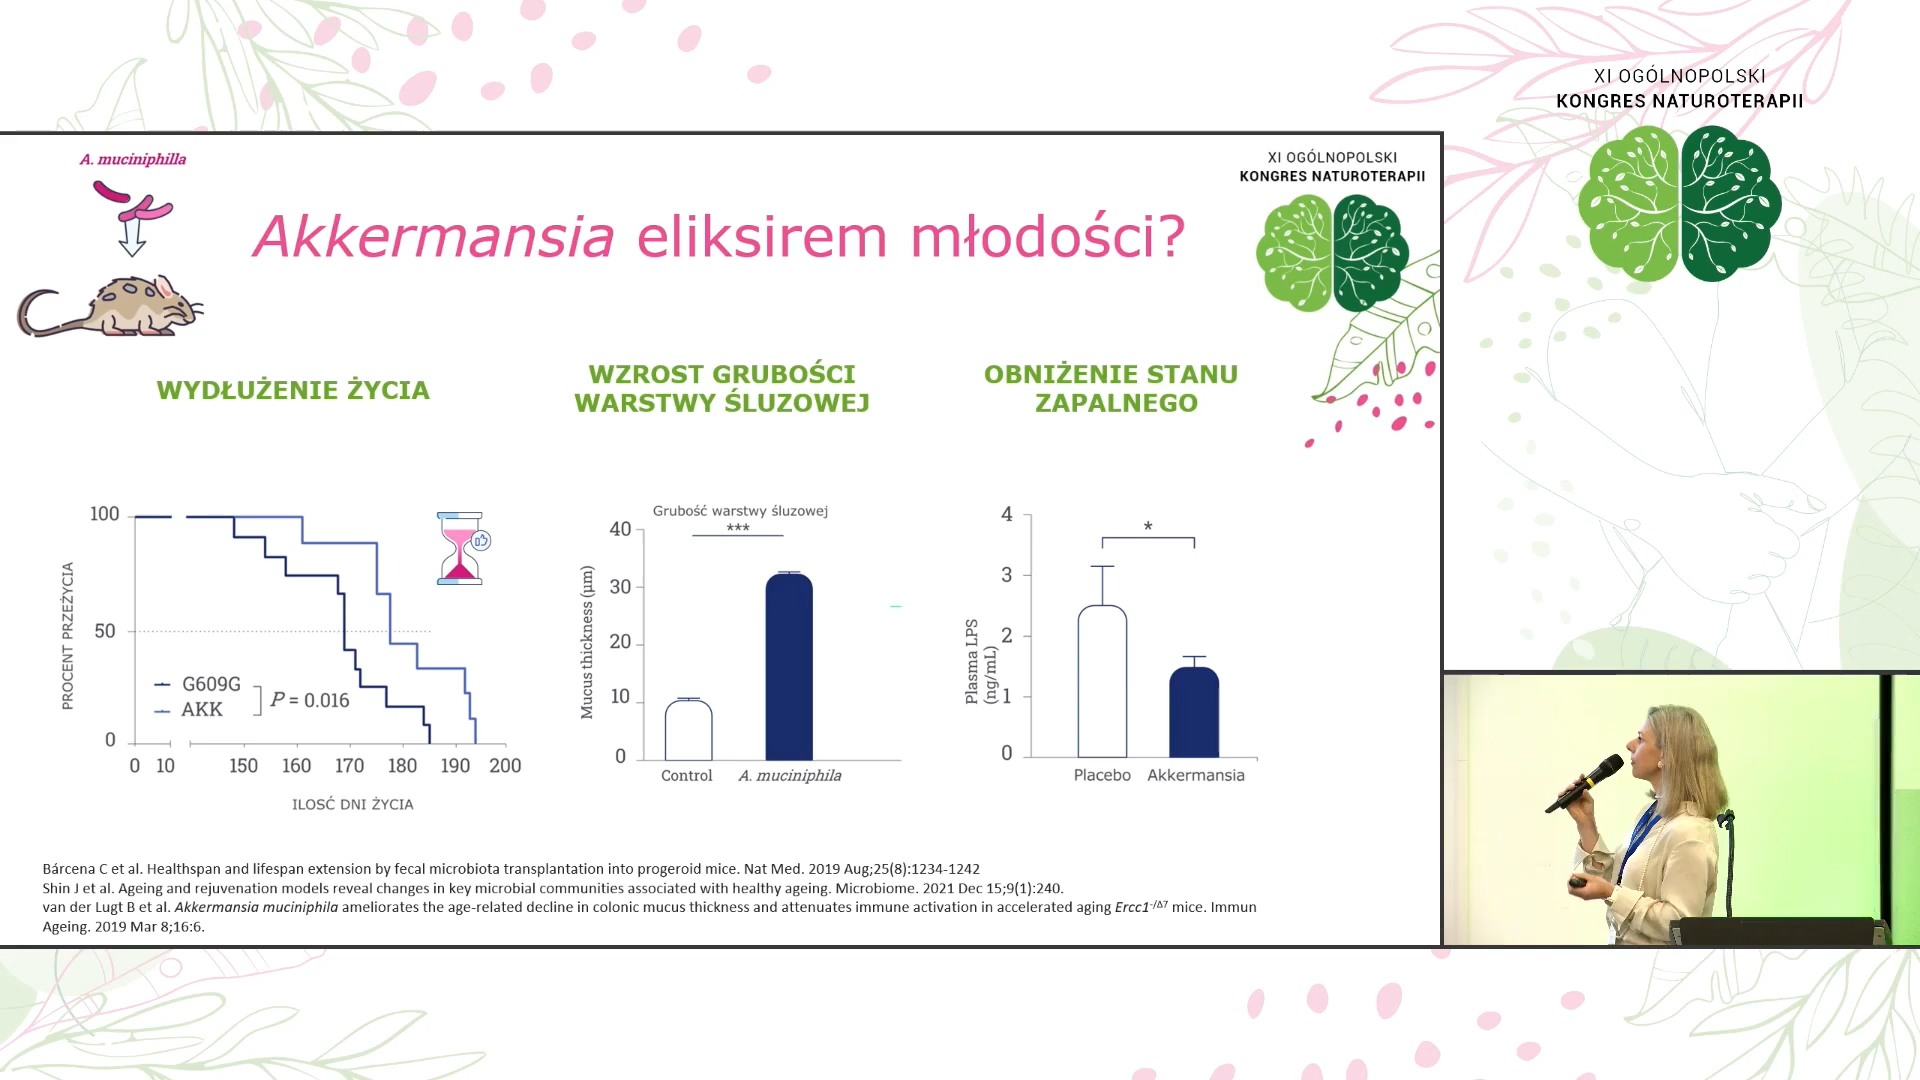 XI OGÓLNOPOLSKI
KONGRES NATUROTERAPII
A. muciniphilla
XI OGÓLNOPOLSKI
KONGRES NATUROTERAPII
Akkermansia eliksirem młodości?
WYDŁUŻENIE ŻYCIA
WZROST GRUBOŚCI
WARSTWY ŚLUZOWEJ
OBNIŻENIE STANU
ZAPALNEGO
PROCENT PRZEŻYCIA
100
50
0
G609G
AKK
P = 0.016
0 10 150 160 170 180 190 200
ILOŚĆ DNI ŻYCIA
Grubość warstwy śluzowej
***
Mucus thickness (µm)
40
30
20
10
0
Control A. muciniphila
*
Plasma LPS
(ng/mL)
4
3
2
1
0
Placebo Akkermansia
Bárcena C et al. Healthspan and lifespan extension by fecal microbiota transplantation into progeroid mice. Nat Med. 2019 Aug;25(8):1234-1242
Shin J et al. Ageing and rejuvenation models reveal changes in key microbial communities associated with healthy ageing. Microbiome. 2021 Dec 15;9(1):240.
van der Lugt B et al. Akkermansia muciniphila ameliorates the age-related decline in colonic mucus thickness and attenuates immune activation in accelerated aging Ercc1-/Δ7 mice. Immun
Ageing. 2019 Mar 8;16:6.